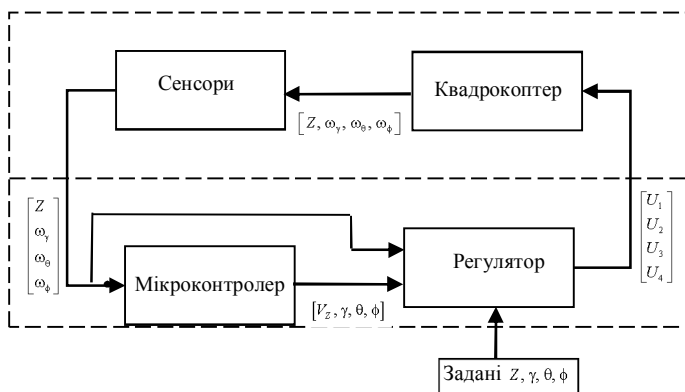 Сенсори
Квадрокоптер
[Z, ω_γ, ω_θ, ω_ϕ]
Z
ω_γ
ω_θ
ω_ϕ
U_1
U_2
U_3
U_4
Мікроконтролер
Регулятор
[V_Z, γ, θ, ϕ]
Задані Z, γ, θ, ϕ